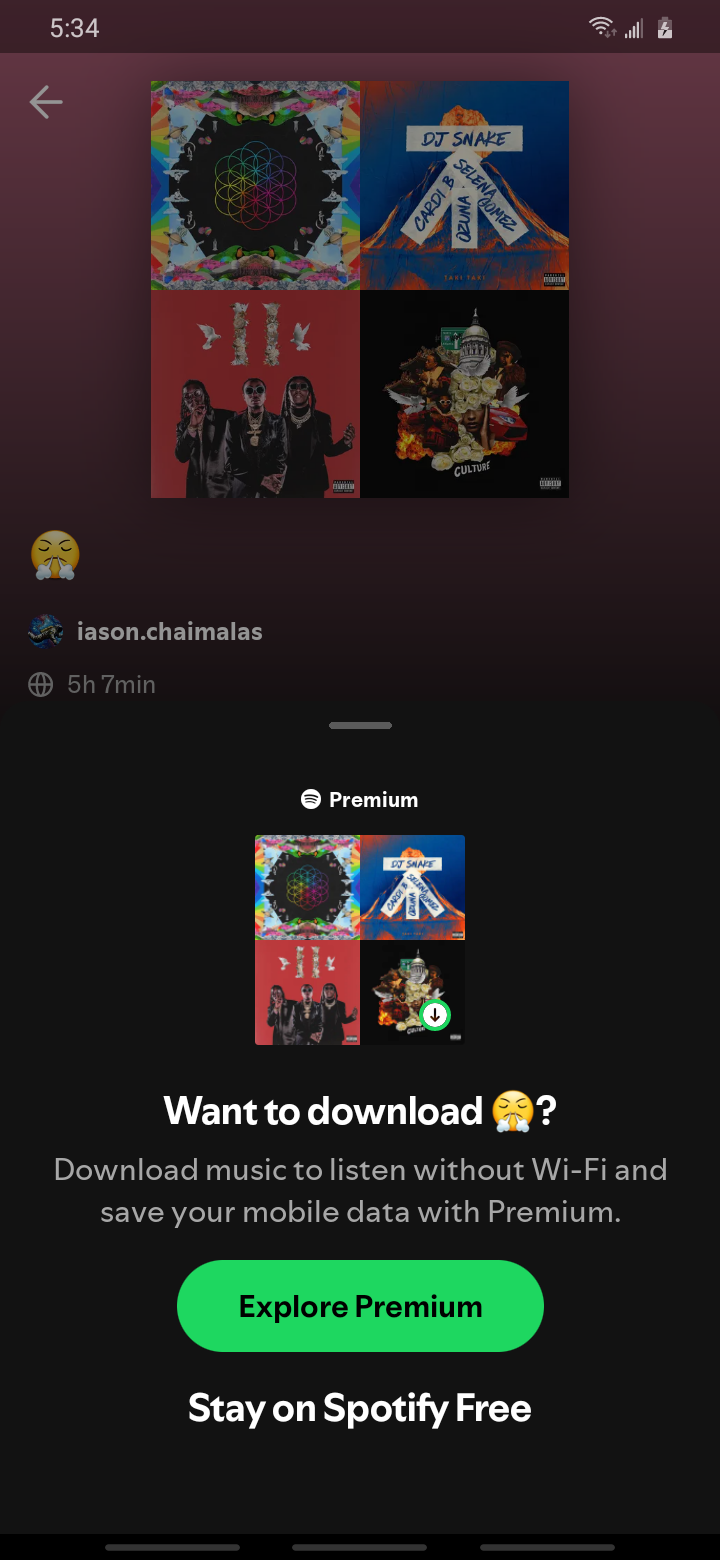 5:34
DJ SNAKE
SELENA GOMEZ
CARDI B
OZUNA
TAKI TAKI
CULTURE
😤
iason.chaimalas
5h 7min
Premium
DJ SNAKE
SELENA GOMEZ
CARDI B
OZUNA
CULTURE
Want to download 😤?
Download music to listen without Wi-Fi and
save your mobile data with Premium.
Explore Premium
Stay on Spotify Free